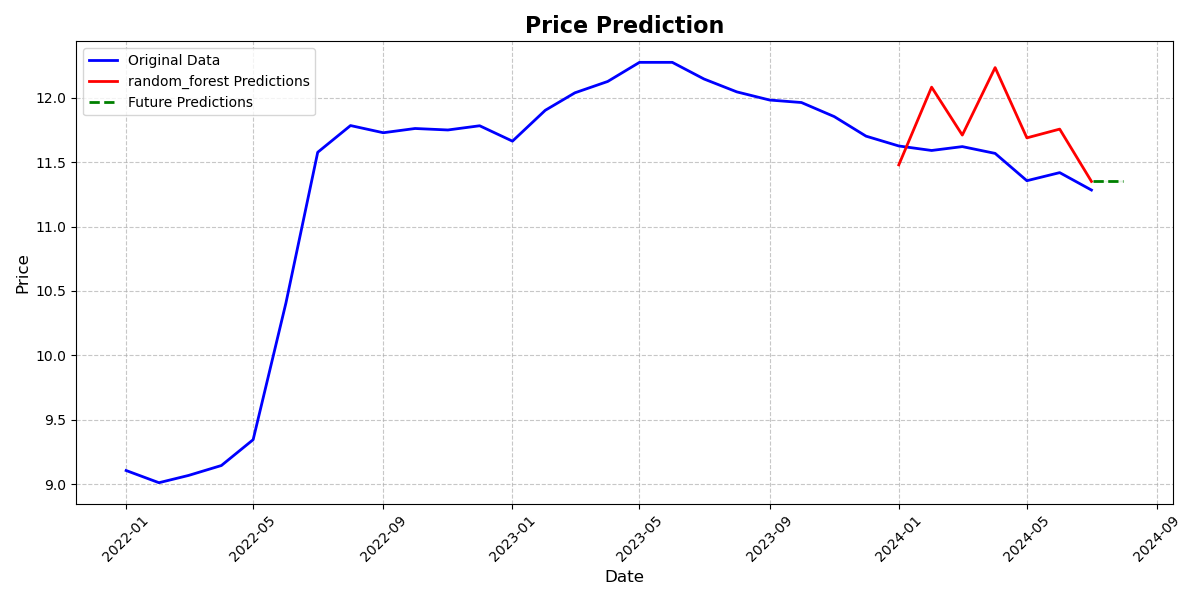 Price Prediction
Original Data
random_forest Predictions
Future Predictions
Price
12.0
11.5
11.0
10.5
10.0
9.5
9.0
2022-01
2022-05
2022-09
2023-01
2023-05
2023-09
2024-01
2024-05
2024-09
Date